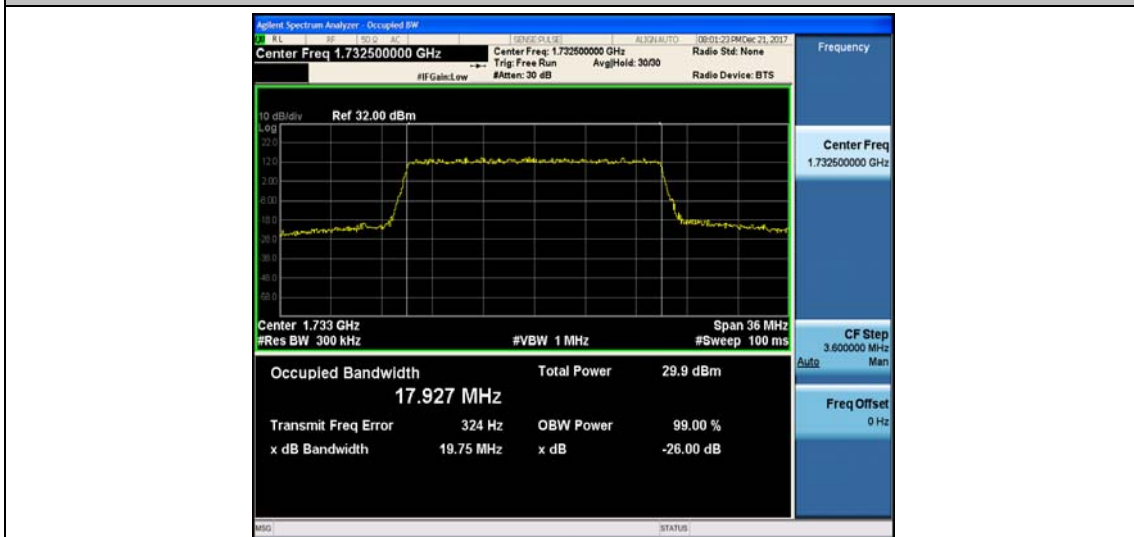 Agilent Spectrum Analyzer - Occupied BW
RL RF 50 Ω AC SENSE:PULSE ALIGN AUTO 08:01:23 PM Dec 21, 2017
Center Freq 1.732500000 GHz
Center Freq: 1.732500000 GHz
Radio Std: None
Trig: Free Run Avg|Hold: 30/30
#IFGain:Low #Atten: 30 dB Radio Device: BTS
Frequency
10 dB/div Ref 32.00 dBm
Log
22.0
12.0
2.00
-8.00
-18.0
-28.0
-38.0
-48.0
-58.0
Center 1.733 GHz Span 36 MHz
#Res BW 300 kHz #VBW 1 MHz #Sweep 100 ms
Occupied Bandwidth Total Power 29.9 dBm
17.927 MHz
Transmit Freq Error 324 Hz OBW Power 99.00 %
x dB Bandwidth 19.75 MHz x dB -26.00 dB
Center Freq
1.732500000 GHz
CF Step
3.600000 MHz
Auto Man
Freq Offset
0 Hz
MSG STATUS